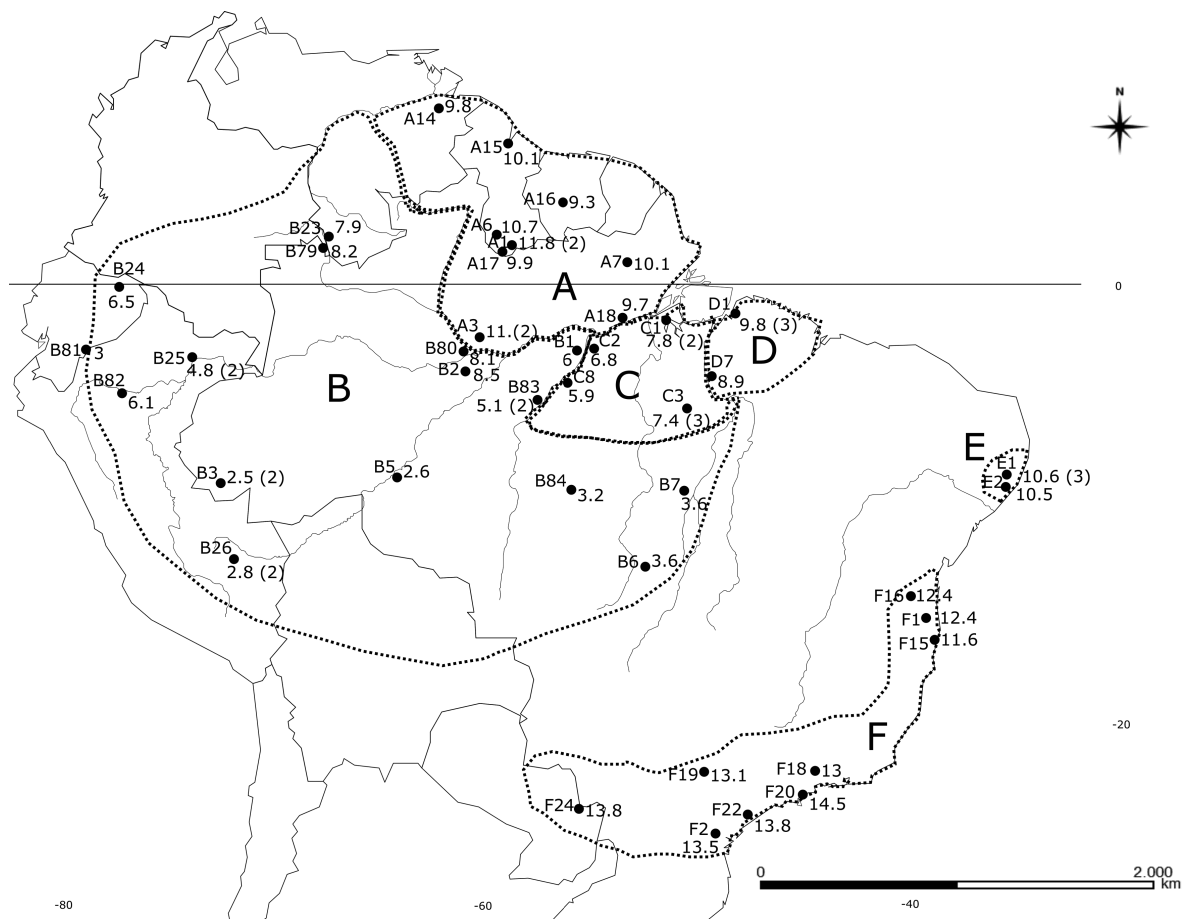 N
A14 9.8
A15
10.1
A16 9.3
B23 7.9
A6 10.7
A1 11.8 (2)
B79 8.2
A17 9.9
A7 10.1
B24
6.5
0
A
A18 9.7
D1
9.8 (3)
C1
7.8 (2)
A3 11.(2)
B80
8.1
B1
6
C2
6.8
D
B81 3
B25
4.8 (2)
B2 8.5
D7
8.9
B82
6.1
B
B83
5.1 (2)
C8
5.9
C
C3
7.4 (3)
E
E1
10.6 (3)
E2
10.5
B3 2.5 (2)
B5 2.6
B84
3.2
B7
3.6
B26
2.8 (2)
B6 3.6
F16 12.4
F1 12.4
F15 11.6
F
-20
F19 13.1
F18 13
F20
14.5
F24 13.8
F22
13.8
F2
13.5
0 2.000
km
-80 -60 -40